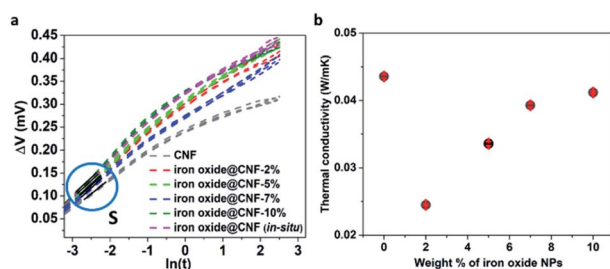 a
ΔV (mV)
0.45
0.40
0.35
0.30
0.25
0.20
0.15
0.10
0.05
S
CNF
iron oxide@CNF-2%
iron oxide@CNF-5%
iron oxide@CNF-7%
iron oxide@CNF-10%
iron oxide@CNF (in-situ)
-3 -2 -1 0 1 2 3
ln(t)
b
Thermal conductivity (W/mK)
0.05
0.04
0.03
0.02
0 2 4 6 8 10
Weight % of iron oxide NPs